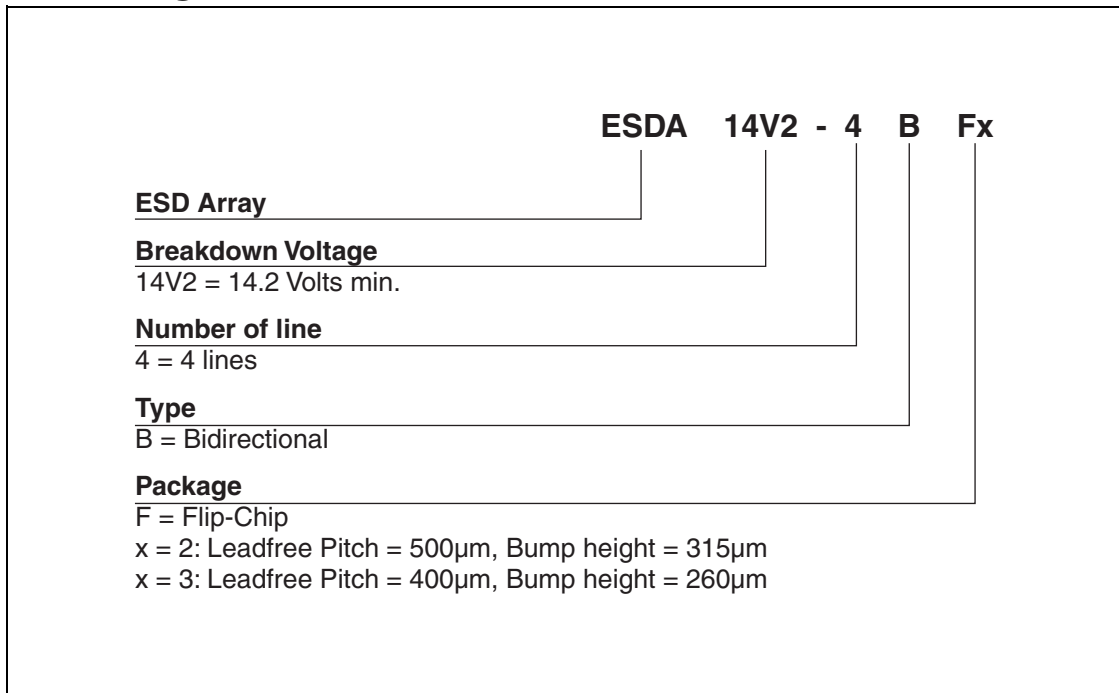 ESDA 14V2 - 4 B Fx
ESD Array
Breakdown Voltage
14V2 = 14.2 Volts min.
Number of line
4 = 4 lines
Type
B = Bidirectional
Package
F = Flip-Chip
x = 2: Leadfree Pitch = 500µm, Bump height = 315µm
x = 3: Leadfree Pitch = 400µm, Bump height = 260µm